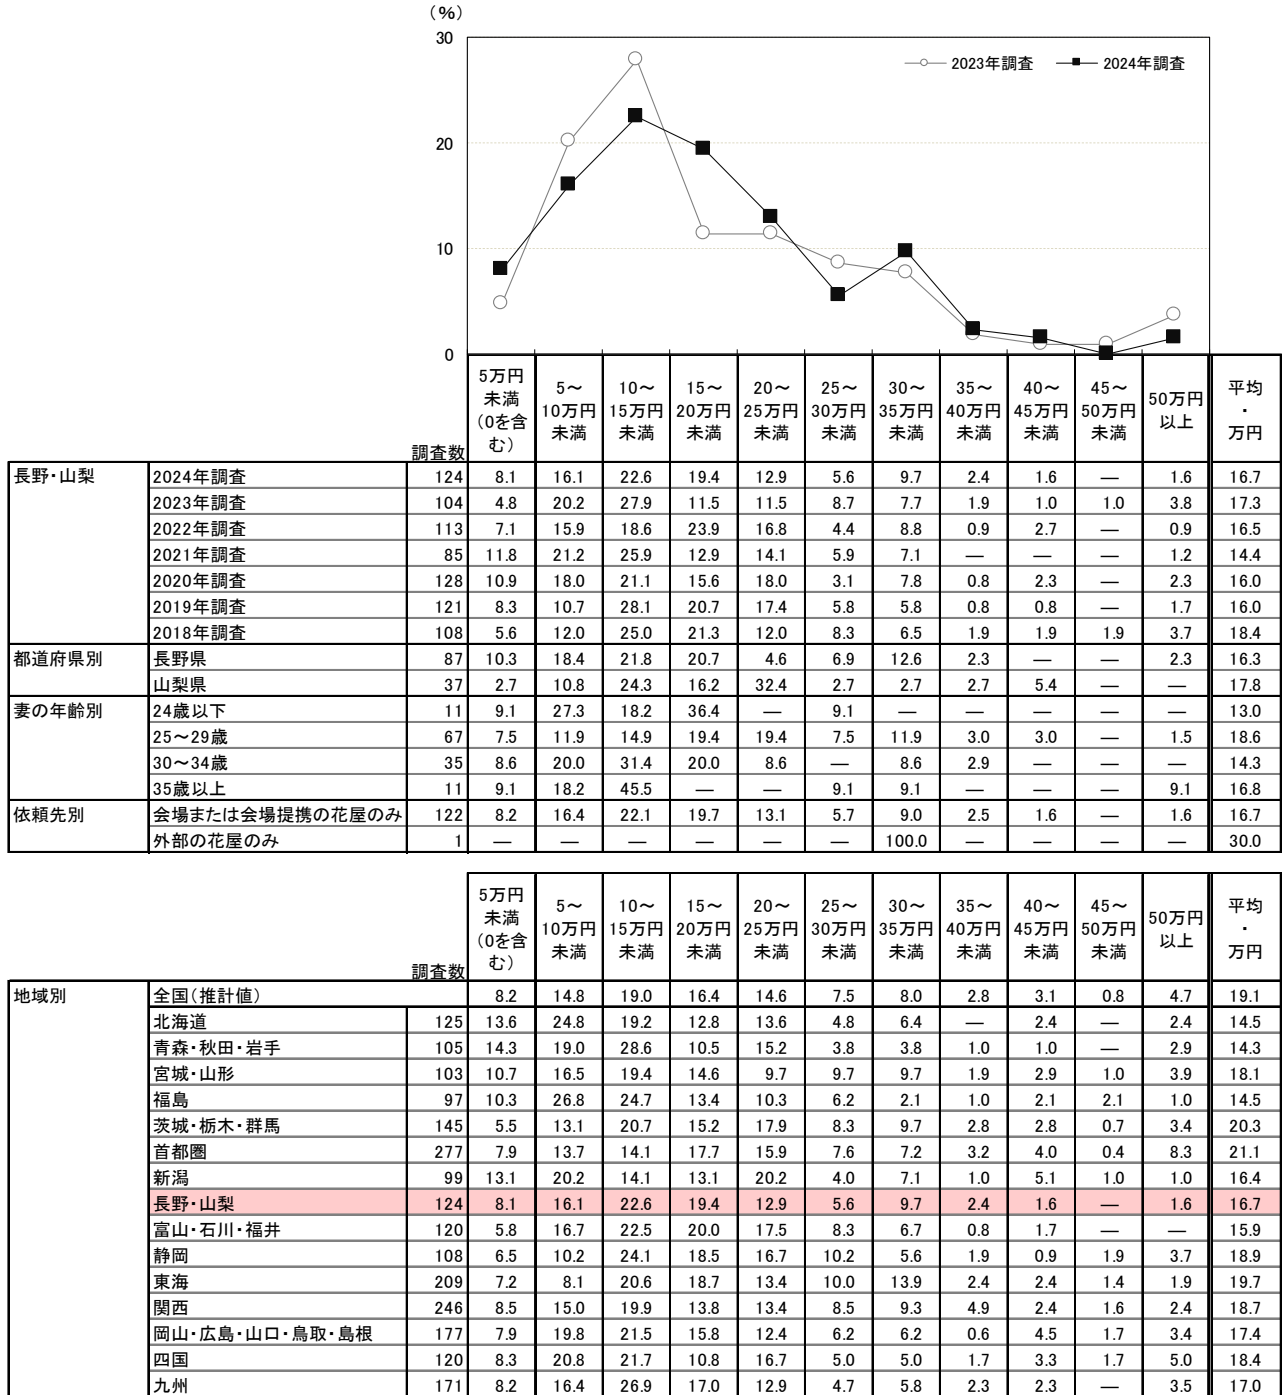 (%)
30
20
10
0
2023年調査 2024年調査
調査数 5万円未満(0を含む) 5～10万円未満 10～15万円未満 15～20万円未満 20～25万円未満 25～30万円未満 30～35万円未満 35～40万円未満 40～45万円未満 45～50万円未満 50万円以上 平均・万円
長野・山梨 2024年調査 124 8.1 16.1 22.6 19.4 12.9 5.6 9.7 2.4 1.6 — 1.6 16.7
2023年調査 104 4.8 20.2 27.9 11.5 11.5 8.7 7.7 1.9 1.0 1.0 3.8 17.3
2022年調査 113 7.1 15.9 18.6 23.9 16.8 4.4 8.8 0.9 2.7 — 0.9 16.5
2021年調査 85 11.8 21.2 25.9 12.9 14.1 5.9 7.1 — — — 1.2 14.4
2020年調査 128 10.9 18.0 21.1 15.6 18.0 3.1 7.8 0.8 2.3 — 2.3 16.0
2019年調査 121 8.3 10.7 28.1 20.7 17.4 5.8 5.8 0.8 0.8 — 1.7 16.0
2018年調査 108 5.6 12.0 25.0 21.3 12.0 8.3 6.5 1.9 1.9 1.9 3.7 18.4
都道府県別 長野県 87 10.3 18.4 21.8 20.7 4.6 6.9 12.6 2.3 — — 2.3 16.3
山梨県 37 2.7 10.8 24.3 16.2 32.4 2.7 2.7 2.7 5.4 — — 17.8
妻の年齢別 24歳以下 11 9.1 27.3 18.2 36.4 — 9.1 — — — — — 13.0
25～29歳 67 7.5 11.9 14.9 19.4 19.4 7.5 11.9 3.0 3.0 — 1.5 18.6
30～34歳 35 8.6 20.0 31.4 20.0 8.6 — 8.6 2.9 — — — 14.3
35歳以上 11 9.1 18.2 45.5 — — 9.1 9.1 — — — 9.1 16.8
依頼先別 会場または会場提携の花屋のみ 122 8.2 16.4 22.1 19.7 13.1 5.7 9.0 2.5 1.6 — 1.6 16.7
外部の花屋のみ 1 — — — — — — 100.0 — — — — 30.0
調査数 5万円未満(0を含む) 5～10万円未満 10～15万円未満 15～20万円未満 20～25万円未満 25～30万円未満 30～35万円未満 35～40万円未満 40～45万円未満 45～50万円未満 50万円以上 平均・万円
地域別 全国(推計値) 8.2 14.8 19.0 16.4 14.6 7.5 8.0 2.8 3.1 0.8 4.7 19.1
北海道 125 13.6 24.8 19.2 12.8 13.6 4.8 6.4 — 2.4 — 2.4 14.5
青森・秋田・岩手 105 14.3 19.0 28.6 10.5 15.2 3.8 3.8 1.0 1.0 — 2.9 14.3
宮城・山形 103 10.7 16.5 19.4 14.6 9.7 9.7 9.7 1.9 2.9 1.0 3.9 18.1
福島 97 10.3 26.8 24.7 13.4 10.3 6.2 2.1 1.0 2.1 2.1 1.0 14.5
茨城・栃木・群馬 145 5.5 13.1 20.7 15.2 17.9 8.3 9.7 2.8 2.8 0.7 3.4 20.3
首都圏 277 7.9 13.7 14.1 17.7 15.9 7.6 7.2 3.2 4.0 0.4 8.3 21.1
新潟 99 13.1 20.2 14.1 13.1 20.2 4.0 7.1 1.0 5.1 1.0 1.0 16.4
長野・山梨 124 8.1 16.1 22.6 19.4 12.9 5.6 9.7 2.4 1.6 — 1.6 16.7
富山・石川・福井 120 5.8 16.7 22.5 20.0 17.5 8.3 6.7 0.8 1.7 — — 15.9
静岡 108 6.5 10.2 24.1 18.5 16.7 10.2 5.6 1.9 0.9 1.9 3.7 18.9
東海 209 7.2 8.1 20.6 18.7 13.4 10.0 13.9 2.4 2.4 1.4 1.9 19.7
関西 246 8.5 15.0 19.9 13.8 13.4 8.5 9.3 4.9 2.4 1.6 2.4 18.7
岡山・広島・山口・鳥取・島根 177 7.9 19.8 21.5 15.8 12.4 6.2 6.2 0.6 4.5 1.7 3.4 17.4
四国 120 8.3 20.8 21.7 10.8 16.7 5.0 5.0 1.7 3.3 1.7 5.0 18.4
九州 171 8.2 16.4 26.9 17.0 12.9 4.7 5.8 2.3 2.3 — 3.5 17.0